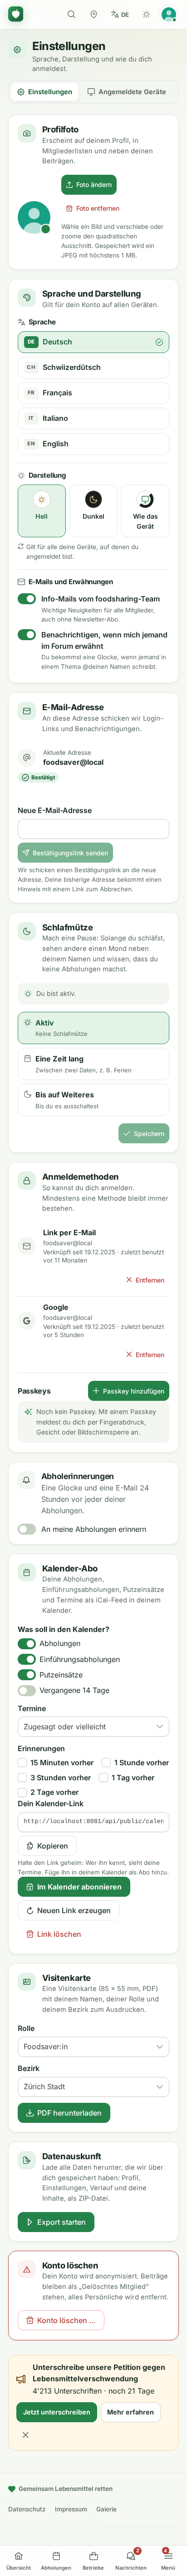 DE
Einstellungen
Sprache, Darstellung und wie du dich
anmeldest.
Einstellungen
Angemeldete Geräte
Profilfoto
Erscheint auf deinem Profil, in
Mitgliederlisten und neben deinen
Beiträgen.
Foto ändern
Foto entfernen
Wähle ein Bild und verschiebe oder
zoome den quadratischen
Ausschnitt. Gespeichert wird ein
JPEG mit höchstens 1 MB.
Sprache und Darstellung
Gilt für dein Konto auf allen Geräten.
Sprache
DE Deutsch
CH Schwiizerdütsch
FR Français
IT Italiano
EN English
Darstellung
Hell
Dunkel
Wie das
Gerät
Gilt für alle deine Geräte, auf denen du
angemeldet bist.
E-Mails und Erwähnungen
Info-Mails vom foodsharing-Team
Wichtige Neuigkeiten für alle Mitglieder,
auch ohne Newsletter-Abo.
Benachrichtigen, wenn mich jemand
im Forum erwähnt
Du bekommst eine Glocke, wenn jemand in
einem Thema @deinen Namen schreibt.
E-Mail-Adresse
An diese Adresse schicken wir Login-
Links und Benachrichtigungen.
Aktuelle Adresse
foodsaver@local
Bestätigt
Neue E-Mail-Adresse
Bestätigungslink senden
Wir schicken einen Bestätigungslink an die neue
Adresse. Deine bisherige Adresse bekommt einen
Hinweis mit einem Link zum Abbrechen.
Schlafmütze
Mach eine Pause: Solange du schläfst,
sehen andere einen Mond neben
deinem Namen und wissen, dass du
keine Abholungen machst.
Du bist aktiv.
Aktiv
Keine Schlafmütze
Eine Zeit lang
Zwischen zwei Daten, z. B. Ferien
Bis auf Weiteres
Bis du es ausschaltest
Speichern
Anmeldemethoden
So kannst du dich anmelden.
Mindestens eine Methode bleibt immer
bestehen.
Link per E-Mail
foodsaver@local
Verknüpft seit 19.12.2025 · zuletzt benutzt
vor 11 Monaten
Entfernen
Google
foodsaver@local
Verknüpft seit 19.12.2025 · zuletzt benutzt
vor 5 Stunden
Entfernen
Passkeys
Passkey hinzufügen
Noch kein Passkey. Mit einem Passkey
meldest du dich per Fingerabdruck,
Gesicht oder Bildschirmsperre an.
Abholerinnerungen
Eine Glocke und eine E-Mail 24
Stunden vor jeder deiner
Abholungen.
An meine Abholungen erinnern
Kalender-Abo
Deine Abholungen,
Einführungsabholungen, Putzeinsätze
und Termine als iCal-Feed in deinem
Kalender.
Was soll in den Kalender?
Abholungen
Einführungsabholungen
Putzeinsätze
Vergangene 14 Tage
Termine
Zugesagt oder vielleicht
Erinnerungen
15 Minuten vorher
1 Stunde vorher
3 Stunden vorher
1 Tag vorher
2 Tage vorher
Dein Kalender-Link
http://localhost:8081/api/public/caler
Kopieren
Halte den Link geheim: Wer ihn kennt, sieht deine
Termine. Füge ihn in deinem Kalender als Abo hinzu.
Im Kalender abonnieren
Neuen Link erzeugen
Link löschen
Visitenkarte
Eine Visitenkarte (85 × 55 mm, PDF)
mit deinem Namen, deiner Rolle und
deinem Bezirk zum Ausdrucken.
Rolle
Foodsaver:in
Bezirk
Zürich Stadt
PDF herunterladen
Datenauskunft
Lade alle Daten herunter, die wir über
dich gespeichert haben: Profil,
Einstellungen, Verlauf und deine
Inhalte, als ZIP-Datei.
Export starten
Konto löschen
Dein Konto wird anonymisiert. Beiträge
bleiben als „Gelöschtes Mitglied"
stehen, alles Persönliche wird entfernt.
Konto löschen ...
Unterschreibe unsere Petition gegen
Lebensmittelverschwendung
4'213 Unterschriften · noch 21 Tage
Jetzt unterschreiben
Mehr erfahren
Gemeinsam Lebensmittel retten
Datenschutz
Impressum
Galerie
Übersicht
Abholungen
Betriebe
2
Nachrichten
4
Menü